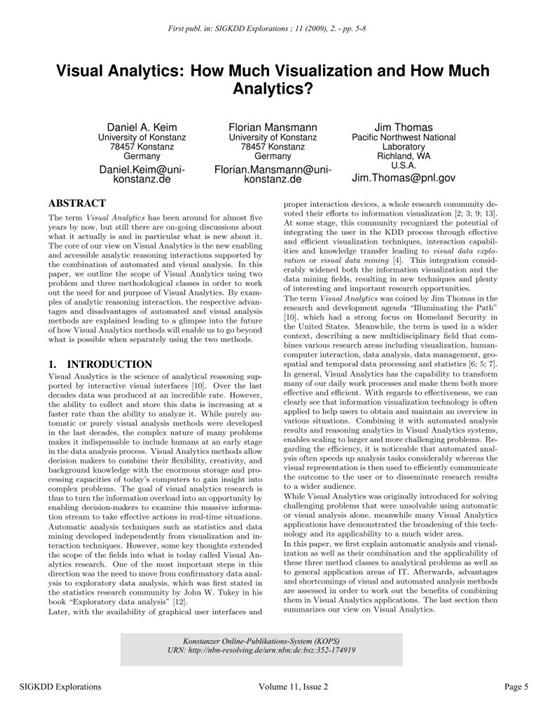 First publ. in: SIGKDD Explorations ; 11 (2009), 2. - pp. 5-8
Visual Analytics: How Much Visualization and How Much
Analytics?
Daniel A. Keim
University of Konstanz
78457 Konstanz
Germany
Daniel.Keim@uni-
konstanz.de
Florian Mansmann
University of Konstanz
78457 Konstanz
Germany
Florian.Mansmann@uni-
konstanz.de
Jim Thomas
Pacific Northwest National
Laboratory
Richland, WA
U.S.A.
Jim.Thomas@pnl.gov
ABSTRACT
The term Visual Analytics has been around for almost five
years by now, but still there are on-going discussions about
what it actually is and in particular what is new about it.
The core of our view on Visual Analytics is the new enabling
and accessible analytic reasoning interactions supported by
the combination of automated and visual analysis. In this
paper, we outline the scope of Visual Analytics using two
problem and three methodological classes in order to work
out the need for and purpose of Visual Analytics. By exam-
ples of analytic reasoning interaction, the respective advan-
tages and disadvantages of automated and visual analysis
methods are explained leading to a glimpse into the future
of how Visual Analytics methods will enable us to go beyond
what is possible when separately using the two methods.
1. INTRODUCTION
Visual Analytics is the science of analytical reasoning sup-
ported by interactive visual interfaces [10]. Over the last
decades data was produced at an incredible rate. However,
the ability to collect and store this data is increasing at a
faster rate than the ability to analyze it. While purely au-
tomatic or purely visual analysis methods were developed
in the last decades, the complex nature of many problems
makes it indispensable to include humans at an early stage
in the data analysis process. Visual Analytics methods allow
decision makers to combine their flexibility, creativity, and
background knowledge with the enormous storage and pro-
cessing capacities of today's computers to gain insight into
complex problems. The goal of visual analytics research is
thus to turn the information overload into an opportunity by
enabling decision-makers to examine this massive informa-
tion stream to take effective actions in real-time situations.
Automatic analysis techniques such as statistics and data
mining developed independently from visualization and in-
teraction techniques. However, some key thoughts extended
the scope of the fields into what is today called Visual An-
alytics research. One of the most important steps in this
direction was the need to move from confirmatory data anal-
ysis to exploratory data analysis, which was first stated in
the statistics research community by John W. Tukey in his
book "Exploratory data analysis" [12].
Later, with the availability of graphical user interfaces and
proper interaction devices, a whole research community de-
voted their efforts to information visualization [2; 3; 9; 13].
At some stage, this community recognized the potential of
integrating the user in the KDD process through effective
and efficient visualization techniques, interaction capabil-
ities and knowledge transfer leading to visual data explo-
ration or visual data mining [4]. This integration consid-
erably widened both the information visualization and the
data mining fields, resulting in new techniques and plenty
of interesting and important research opportunities.
The term Visual Analytics was coined by Jim Thomas in the
research and development agenda "Illuminating the Path"
[10], which had a strong focus on Homeland Security in
the United States. Meanwhile, the term is used in a wider
context, describing a new multidisciplinary field that com-
bines various research areas including visualization, human-
computer interaction, data analysis, data management, geo-
spatial and temporal data processing and statistics [6; 5; 7].
In general, Visual Analytics has the capability to transform
many of our daily work processes and make them both more
effective and efficient. With regards to effectiveness, we can
clearly see that information visualization technology is often
applied to help users to obtain and maintain an overview in
various situations. Combining it with automated analysis
results and reasoning analytics in Visual Analytics systems,
enables scaling to larger and more challenging problems. Re-
garding the efficiency, it is noticeable that automated anal-
ysis often speeds up analysis tasks considerably whereas the
visual representation is then used to efficiently communicate
the outcome to the user or to disseminate research results
to a wider audience.
While Visual Analytics was originally introduced for solving
challenging problems that were unsolvable using automatic
or visual analysis alone, meanwhile many Visual Analytics
applications have demonstrated the broadening of this tech-
nology and its applicability to a much wider area.
In this paper, we first explain automatic analysis and visual-
ization as well as their combination and the applicability of
these three method classes to analytical problems as well as
to general application areas of IT. Afterwards, advantages
and shortcomings of visual and automated analysis methods
are assessed in order to work out the benefits of combining
them in Visual Analytics applications. The last section then
summarizes our view on Visual Analytics.
Konstanzer Online-Publikations-System (KOPS)
URN: http://nbn-resolving.de/urn:nbn:de:bsz:352-174919
SIGKDD Explorations
Volume 11, Issue 2
Page 5